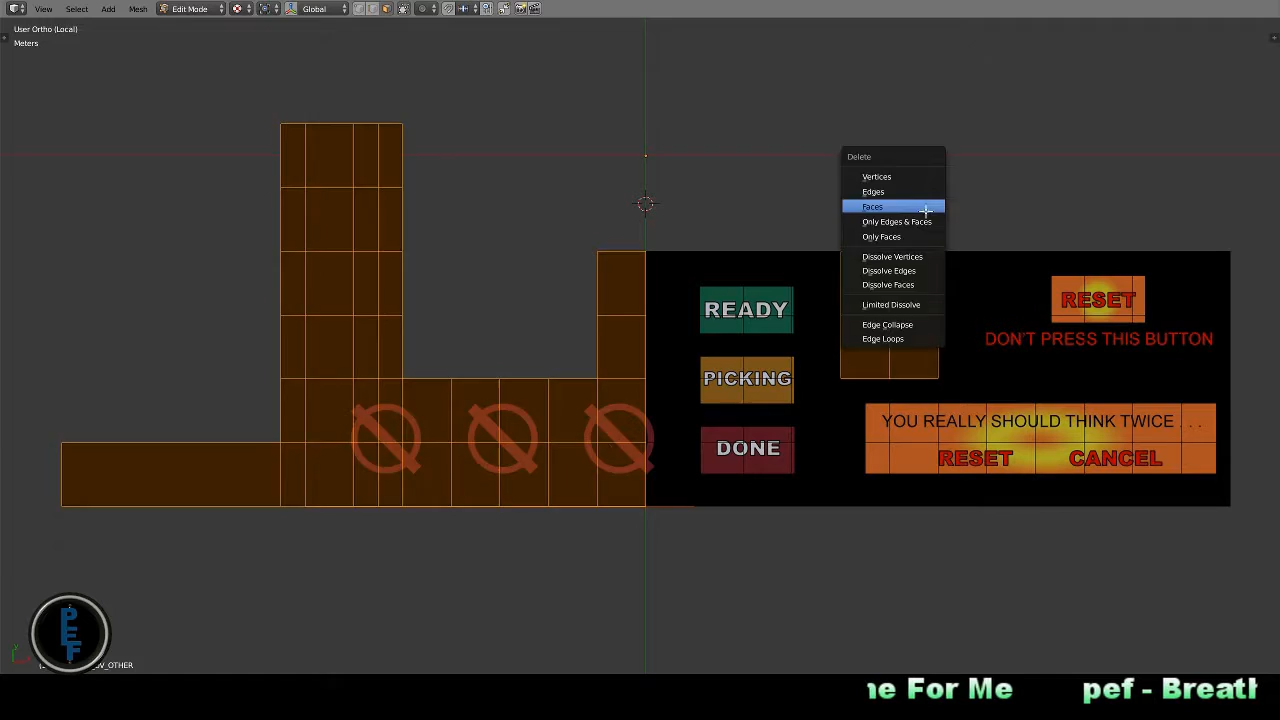 View Select Add Mesh Edit Mode Global
User Ortho (Local)
Meters
Delete
Vertices
Edges
Faces
Only Edges & Faces
Only Faces
Dissolve Vertices
Dissolve Edges
Dissolve Faces
Limited Dissolve
Edge Collapse
Edge Loops
READY
PICKING
DONE
RESET
DON'T PRESS THIS BUTTON
YOU REALLY SHOULD THINK TWICE . . .
RESET CANCEL
PEF
V_OTHER
e For Me pef - Breat